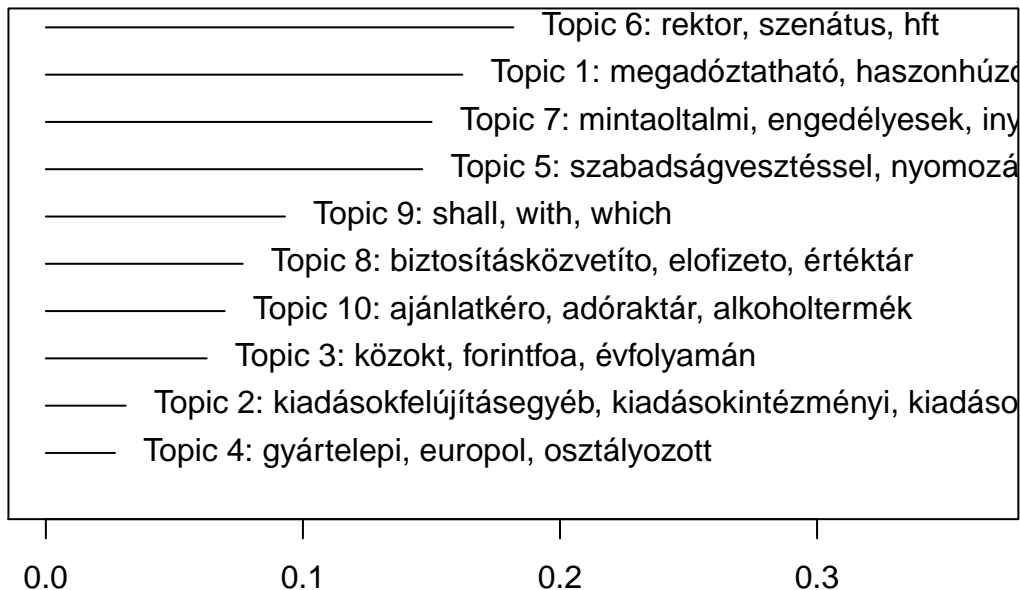 Topic 6: rektor, szenátus, hft
Topic 1: megadóztatható, haszonhúzó
Topic 7: mintaoltalmi, engedélyesek, iny
Topic 5: szabadságvesztéssel, nyomozá
Topic 9: shall, with, which
Topic 8: biztosításközvetíto, elofizeto, értéktár
Topic 10: ajánlatkéro, adóraktár, alkoholtermék
Topic 3: közokt, forintfoa, évfolyamán
Topic 2: kiadásokfelújításegyéb, kiadásokintézményi, kiadáso
Topic 4: gyártelepi, europol, osztályozott
0.0 0.1 0.2 0.3